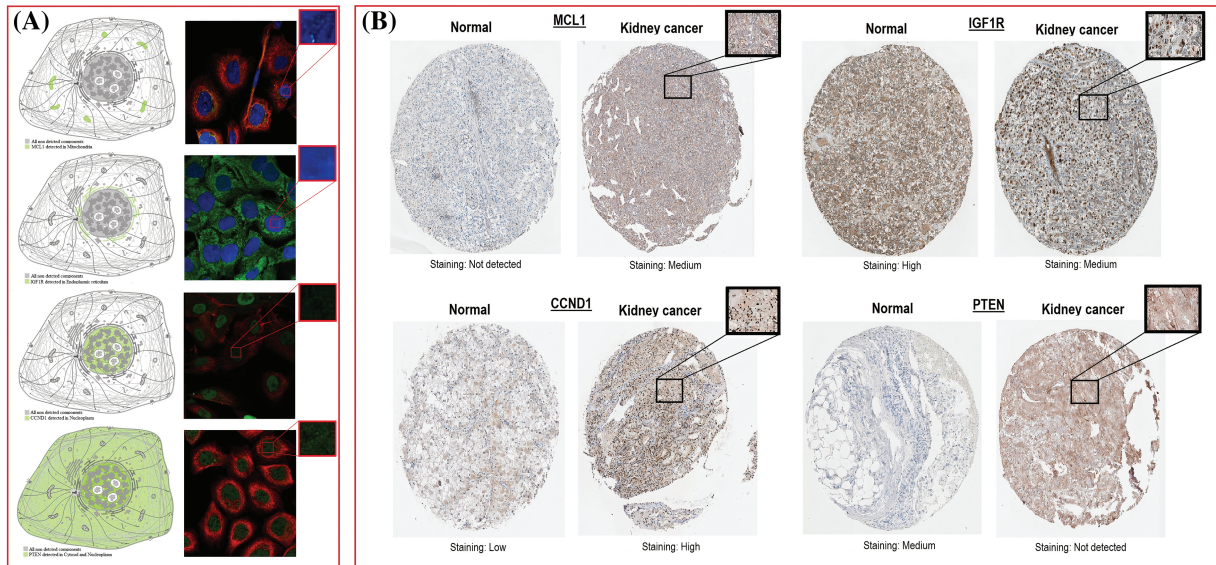 (A)
All non detected components
MCL1 detected in Mitochondria
All non detected components
IGF1R detected in Endoplasmic reticulum
All non detected components
CCND1 detected in Nucleoplasm
All non detected components
PTEN detected in Cytosol and Nucleoplasm
(B)
MCL1
Normal
Kidney cancer
Staining: Not detected
Staining: Medium
IGF1R
Normal
Kidney cancer
Staining: High
Staining: Medium
CCND1
Normal
Kidney cancer
Staining: Low
Staining: High
PTEN
Normal
Kidney cancer
Staining: Medium
Staining: Not detected